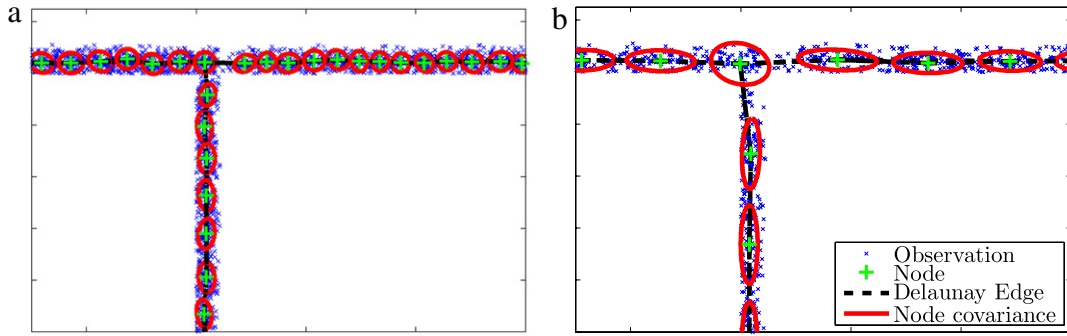 a
b
Observation
Node
Delaunay Edge
Node covariance